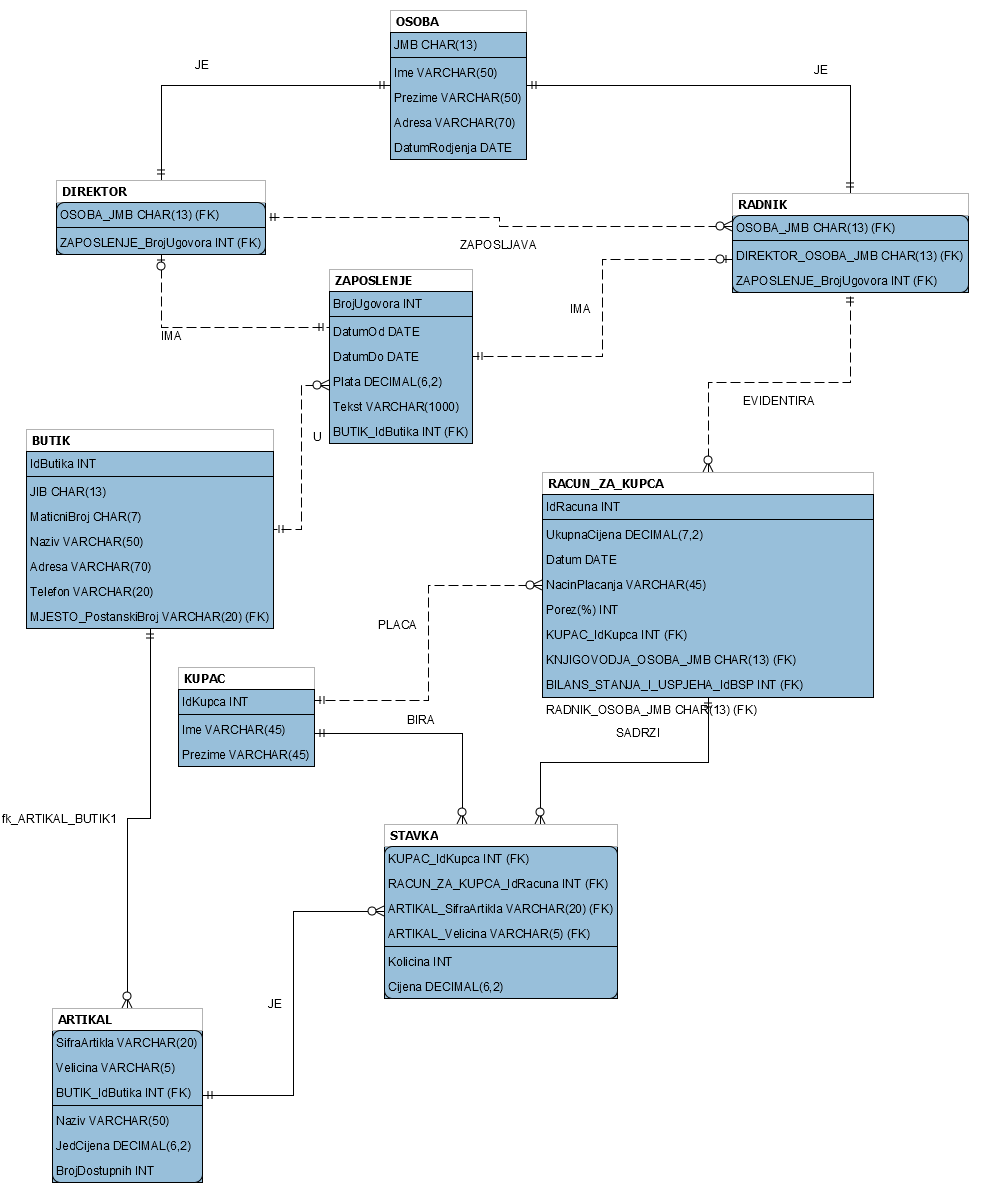 OSOBA
JMB CHAR(13)
Ime VARCHAR(50)
Prezime VARCHAR(50)
Adresa VARCHAR(70)
DatumRodjenja DATE
JE
JE
DIREKTOR
OSOBA_JMB CHAR(13) (FK)
ZAPOSLENJE_BrojUgovora INT (FK)
RADNIK
OSOBA_JMB CHAR(13) (FK)
DIREKTOR_OSOBA_JMB CHAR(13) (FK)
ZAPOSLENJE_BrojUgovora INT (FK)
ZAPOSLJAVA
ZAPOSLENJE
BrojUgovora INT
DatumOd DATE
DatumDo DATE
Plata DECIMAL(6,2)
Tekst VARCHAR(1000)
BUTIK_IdButika INT (FK)
IMA
IMA
EVIDENTIRA
U
BUTIK
IdButika INT
JIB CHAR(13)
MaticniBroj CHAR(7)
Naziv VARCHAR(50)
Adresa VARCHAR(70)
Telefon VARCHAR(20)
MJESTO_PostanskiBroj VARCHAR(20) (FK)
RACUN_ZA_KUPCA
IdRacuna INT
UkupnaCijena DECIMAL(7,2)
Datum DATE
NacinPlacanja VARCHAR(45)
Porez(%) INT
KUPAC_IdKupca INT (FK)
KNJIGOVODJA_OSOBA_JMB CHAR(13) (FK)
BILANS_STANJA_I_USPJEHA_IdBSP INT (FK)
RADNIK_OSOBA_JMB CHAR(13) (FK)
PLACA
KUPAC
IdKupca INT
Ime VARCHAR(45)
Prezime VARCHAR(45)
BIRA
SADRZI
fk_ARTIKAL_BUTIK1
STAVKA
KUPAC_IdKupca INT (FK)
RACUN_ZA_KUPCA_IdRacuna INT (FK)
ARTIKAL_SifraArtikla VARCHAR(20) (FK)
ARTIKAL_Velicina VARCHAR(5) (FK)
Kolicina INT
Cijena DECIMAL(6,2)
JE
ARTIKAL
SifraArtikla VARCHAR(20)
Velicina VARCHAR(5)
BUTIK_IdButika INT (FK)
Naziv VARCHAR(50)
JedCijena DECIMAL(6,2)
BrojDostupnih INT